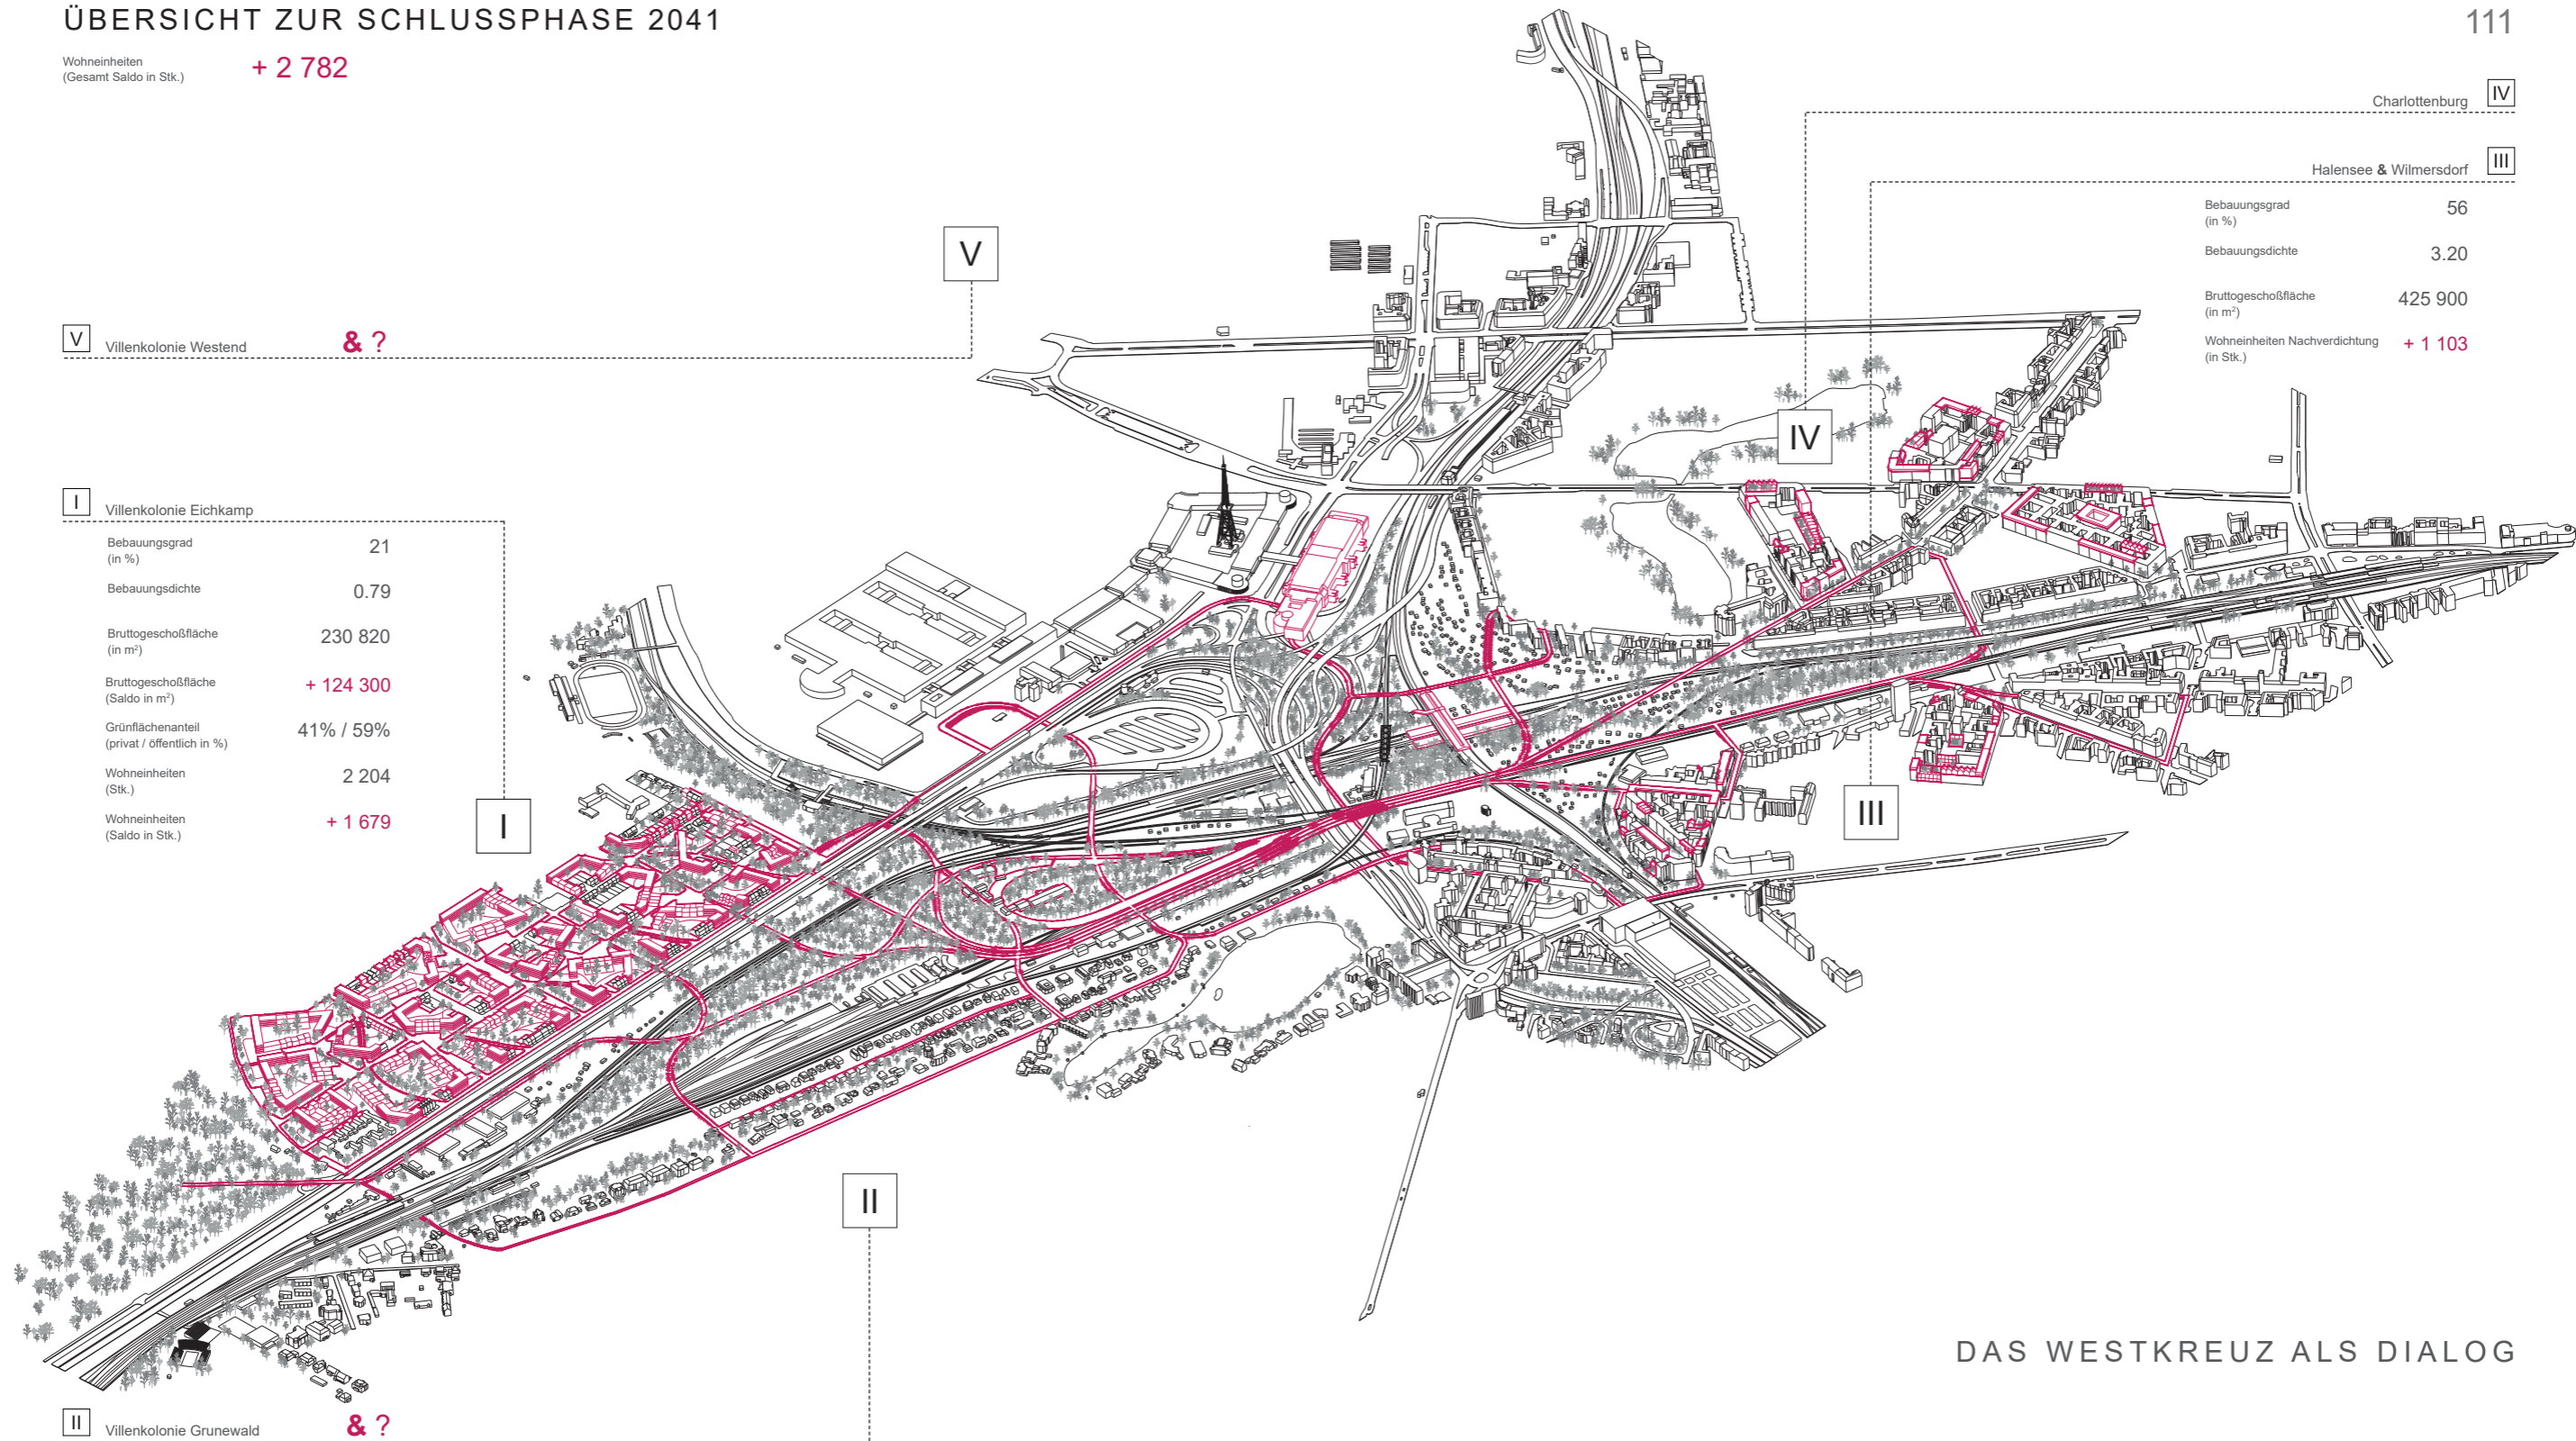 ÜBERSICHT ZUR SCHLUSSPHASE 2041
111
Wohneinheiten
(Gesamt Saldo in Stk.)
+ 2 782
Charlottenburg IV
Halensee & Wilmersdorf III
Bebauungsgrad
(in %)
56
Bebauungsdichte
3.20
Bruttogeschoßfläche
(in m²)
425 900
Wohneinheiten Nachverdichtung
(in Stk.)
+ 1 103
V
V Villenkolonie Westend & ?
IV
I Villenkolonie Eichkamp
Bebauungsgrad
(in %)
21
Bebauungsdichte
0.79
Bruttogeschoßfläche
(in m²)
230 820
Bruttogeschoßfläche
(Saldo in m²)
+ 124 300
Grünflächenanteil
(privat / öffentlich in %)
41% / 59%
Wohneinheiten
(Stk.)
2 204
Wohneinheiten
(Saldo in Stk.)
+ 1 679
I
III
II
DAS WESTKREUZ ALS DIALOG
II Villenkolonie Grunewald & ?